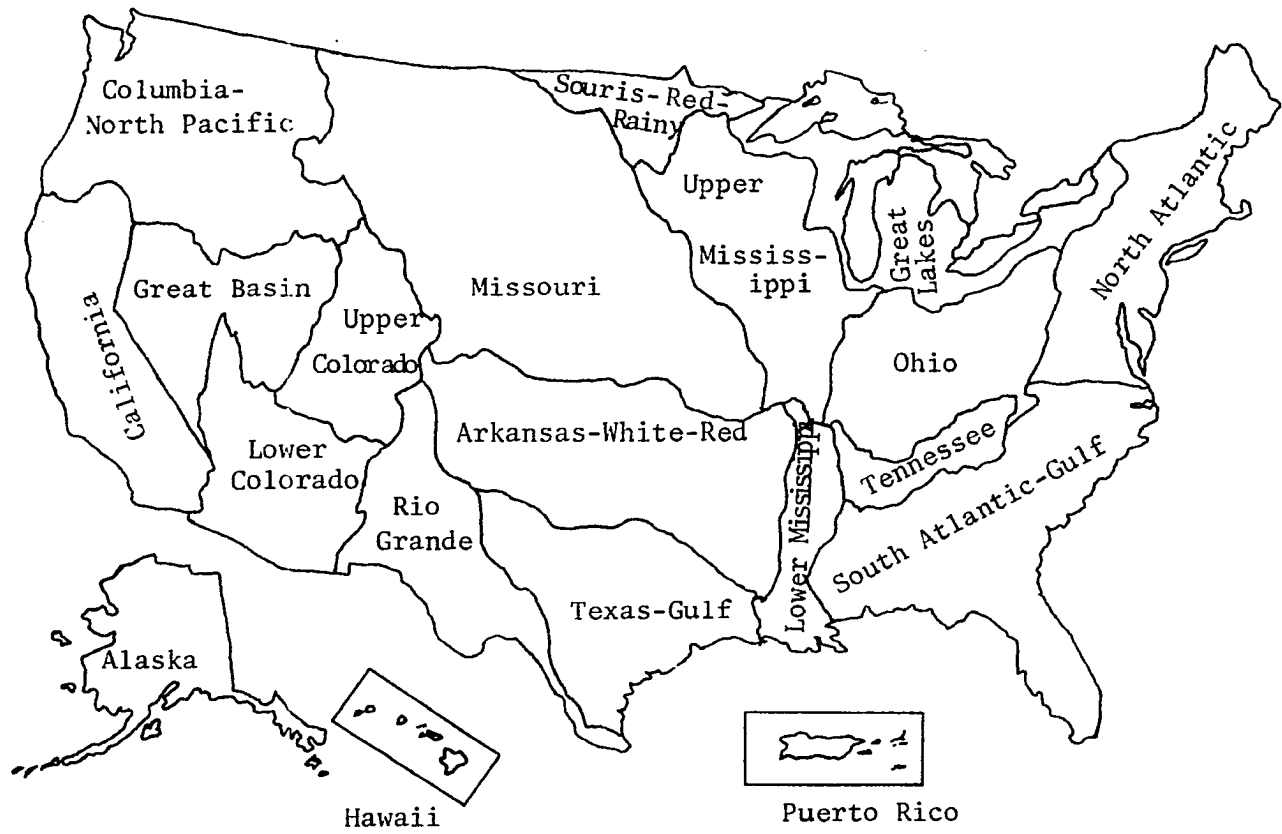 Columbia-
North Pacific
Souris-Red-
Rainy
Upper
Mississ-
ippi
Great
Lakes
North Atlantic
California
Great Basin
Upper
Colorado
Missouri
Ohio
Lower
Colorado
Arkansas-White-Red
Lower Mississippi
Tennessee
South Atlantic-Gulf
Rio
Grande
Texas-Gulf
Alaska
Hawaii
Puerto Rico